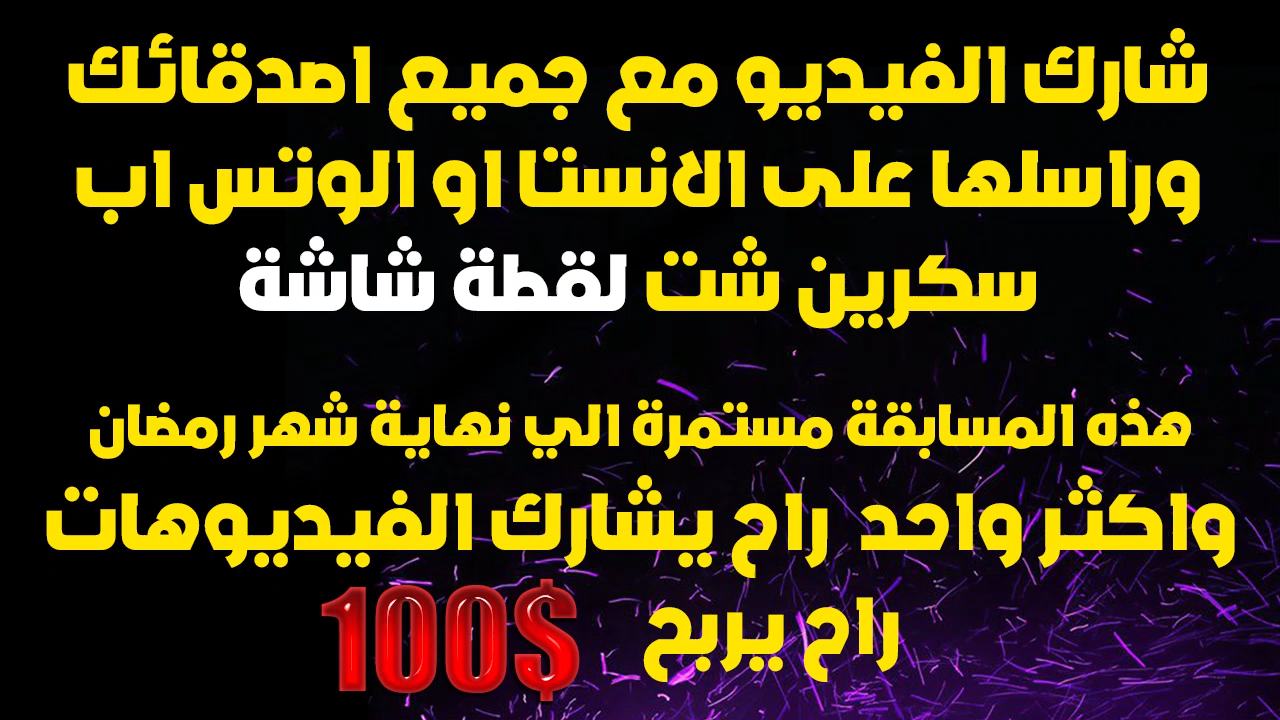 شارك الفيديو مع جميع اصدقائك
وراسلها على الانستا او الوتس اب
سكرين شت لقطة شاشة
هذه المسابقة مستمرة الي نهاية شهر رمضان
واكثر واحد راح يشارك الفيديوهات
راح يربح 100$